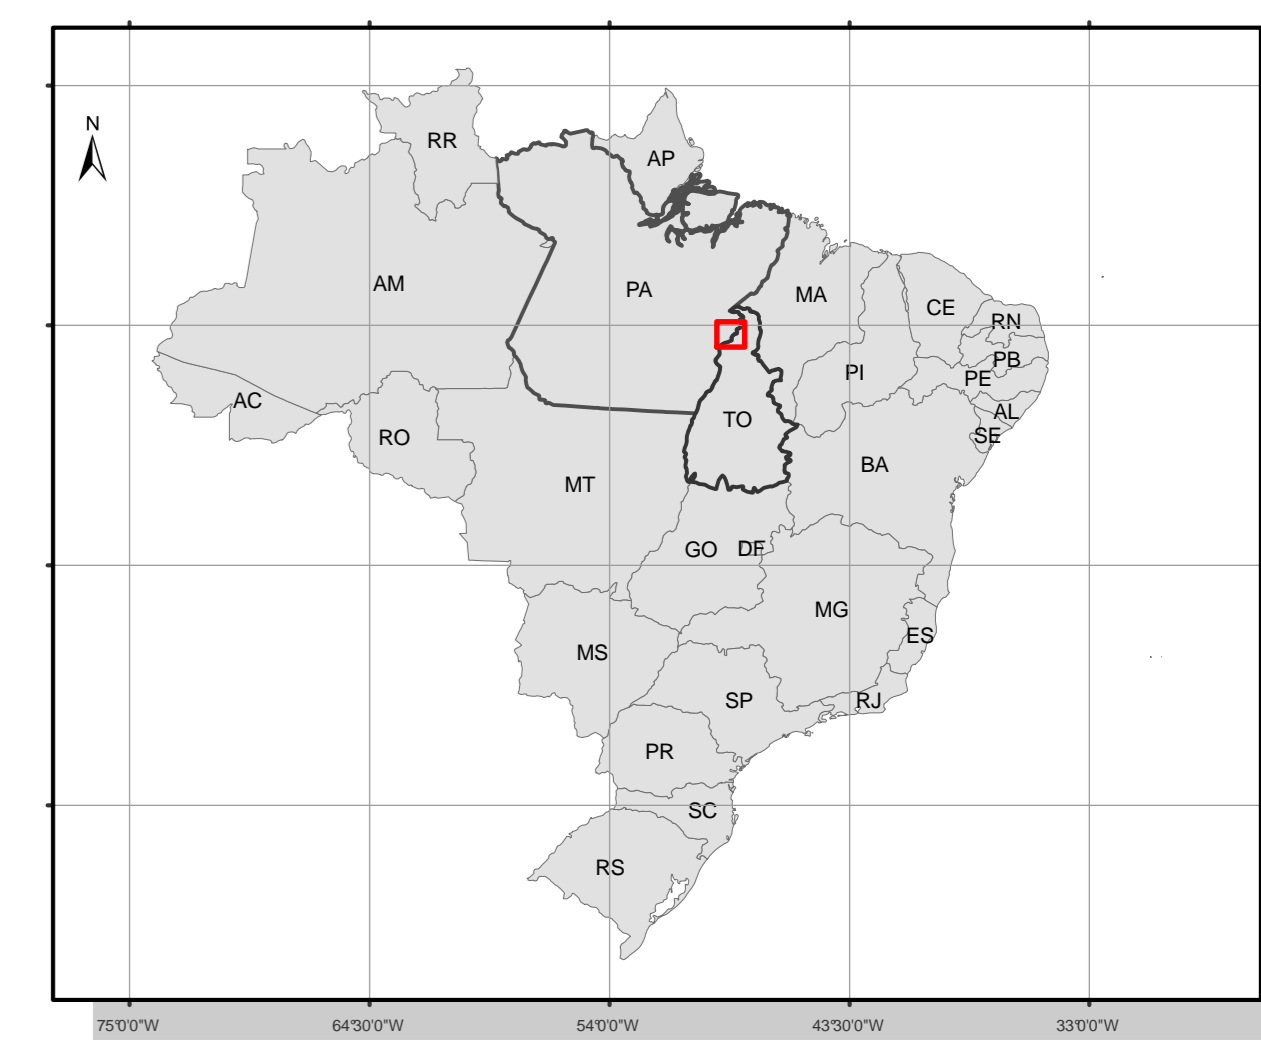 N
RR
AP
AM
PA
MA
CE
RN
PB
PI
PE
AC
AL
TO
RO
SE
BA
MT
GO DF
MG
ES
MS
SP
RJ
PR
SC
RS
75°0'0"W 64°30'0"W 54°0'0"W 43°30'0"W 33°0'0"W